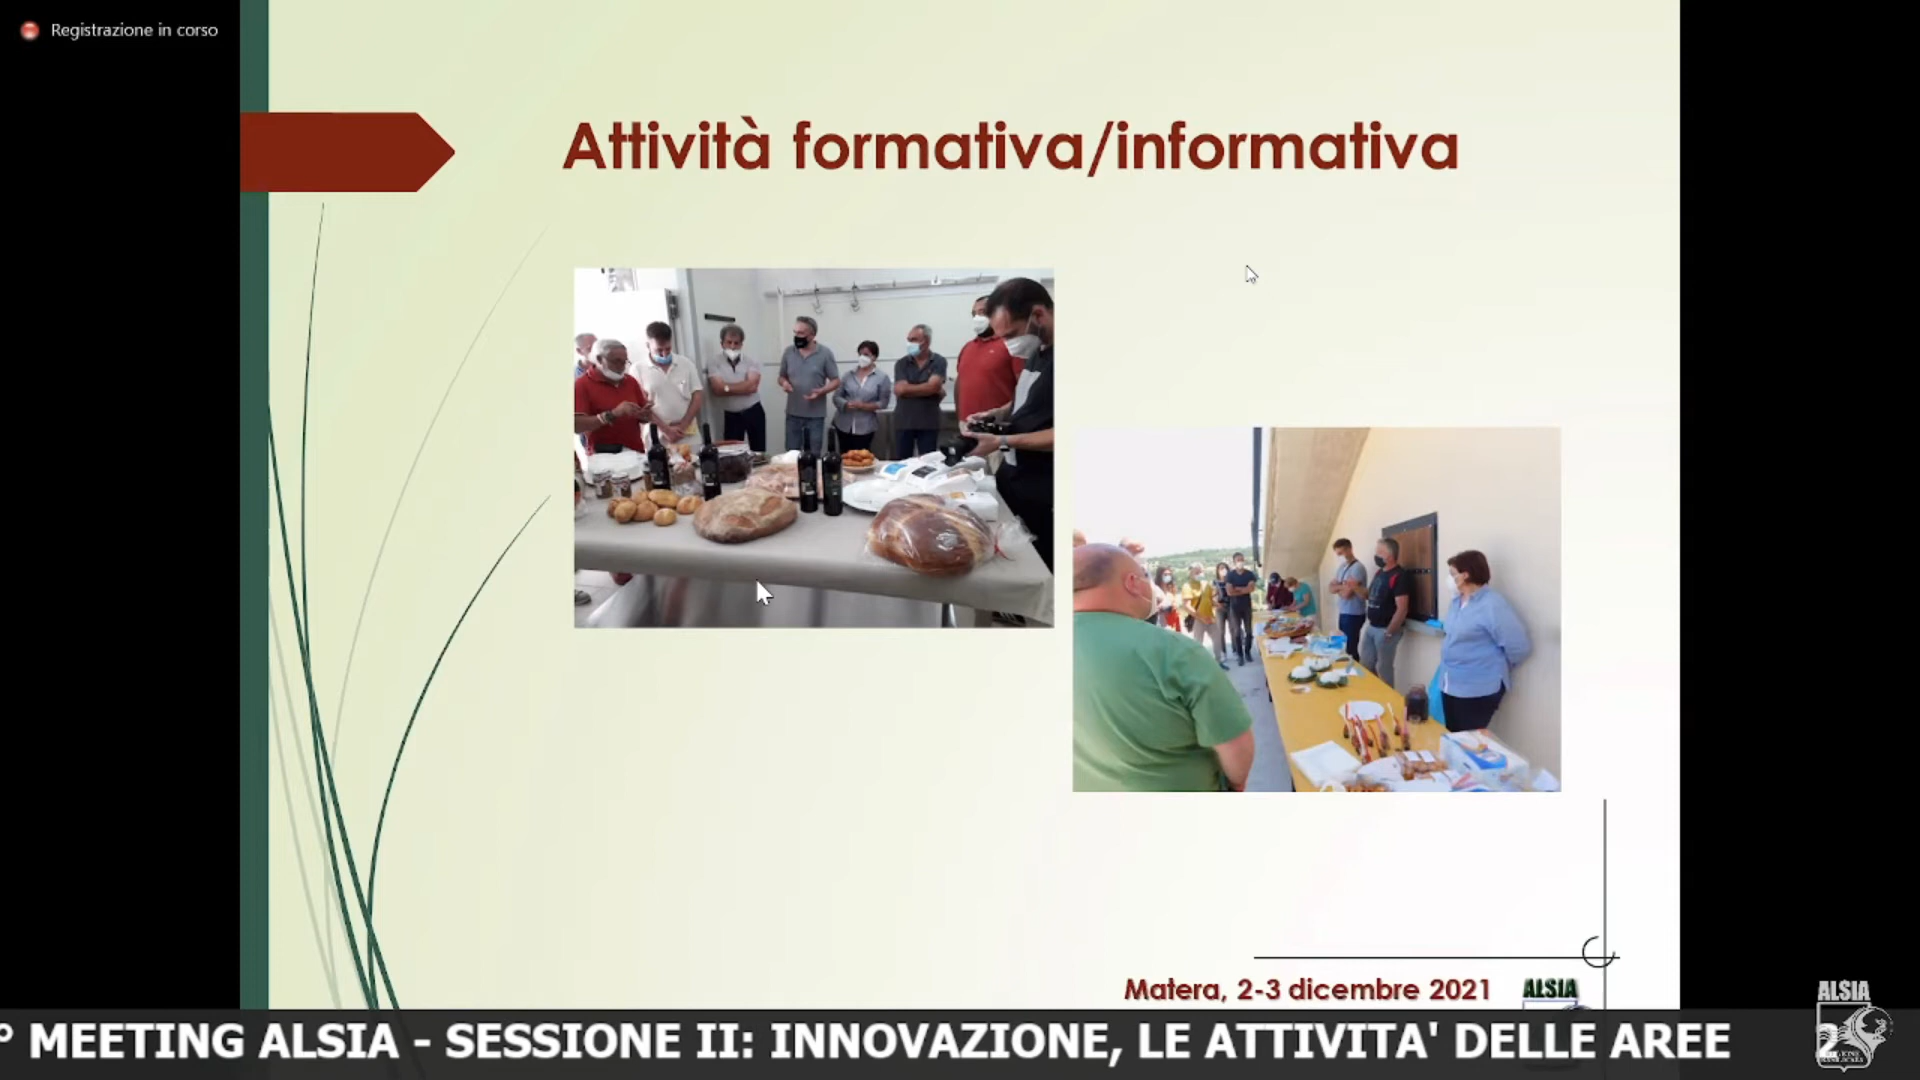 Registrazione in corso
Attività formativa/informativa
Matera, 2-3 dicembre 2021
ALSIA
ALSIA
° MEETING ALSIA - SESSIONE II: INNOVAZIONE, LE ATTIVITA' DELLE AREE 2